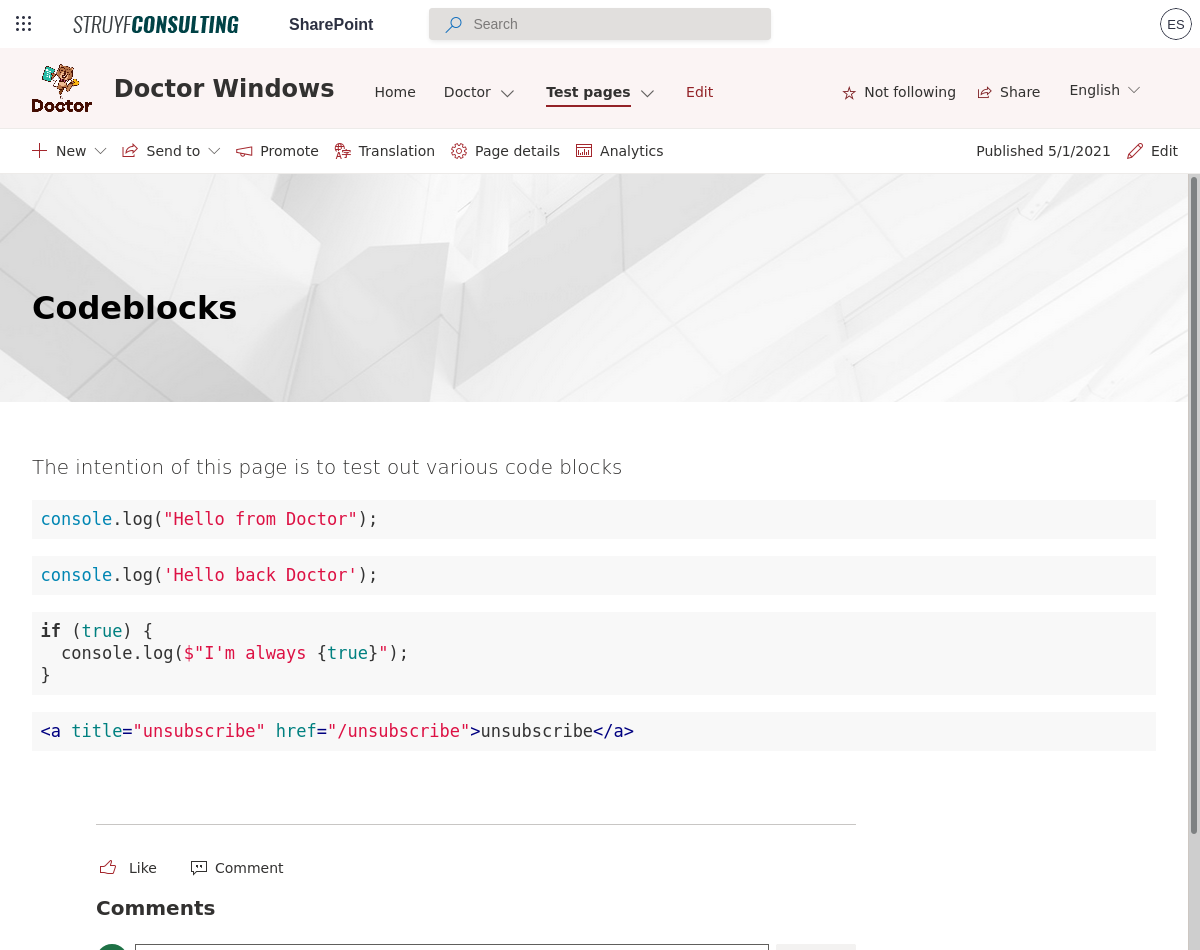 STRUYFCONSULTING SharePoint Search ES
Doctor Doctor Windows Home Doctor Test pages Edit Not following Share English
New Send to Promote Translation Page details Analytics Published 5/1/2021 Edit
Codeblocks
The intention of this page is to test out various code blocks
console.log("Hello from Doctor");
console.log('Hello back Doctor');
if (true) {
  console.log($"I'm always {true}");
}
<a title="unsubscribe" href="/unsubscribe">unsubscribe</a>
Like Comment
Comments